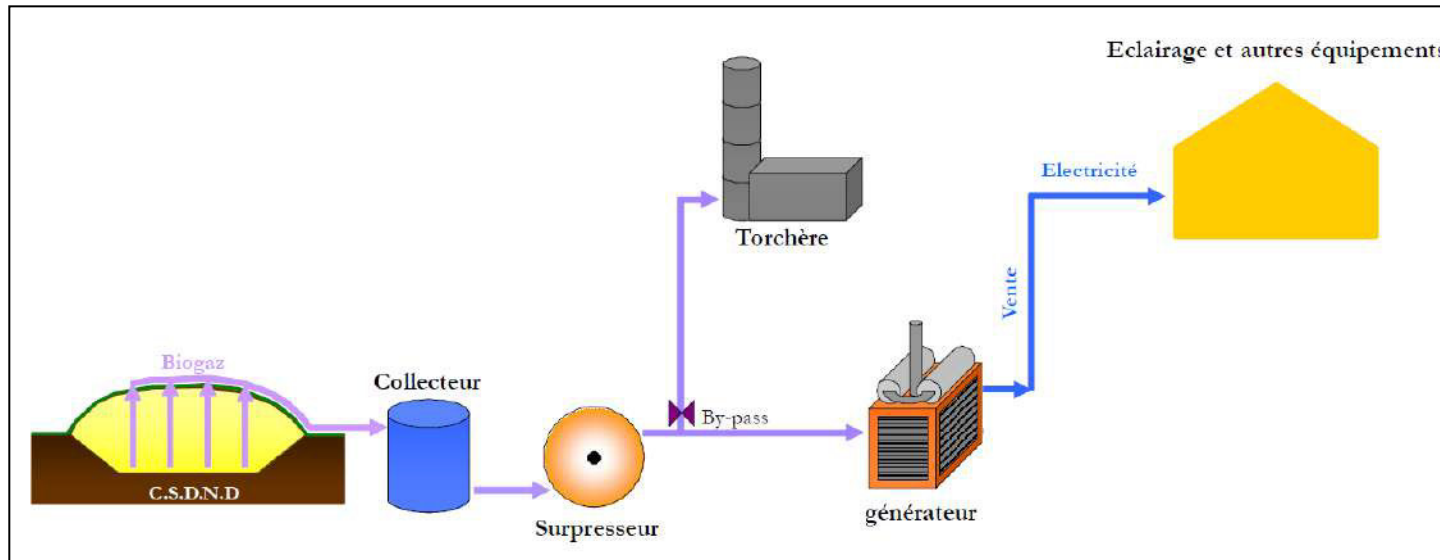 Eclairage et autres équipements
Electricité
Torchère
Vente
Biogaz
Collecteur
By-pass
C.S.D.N.D
Surpresseur
générateur